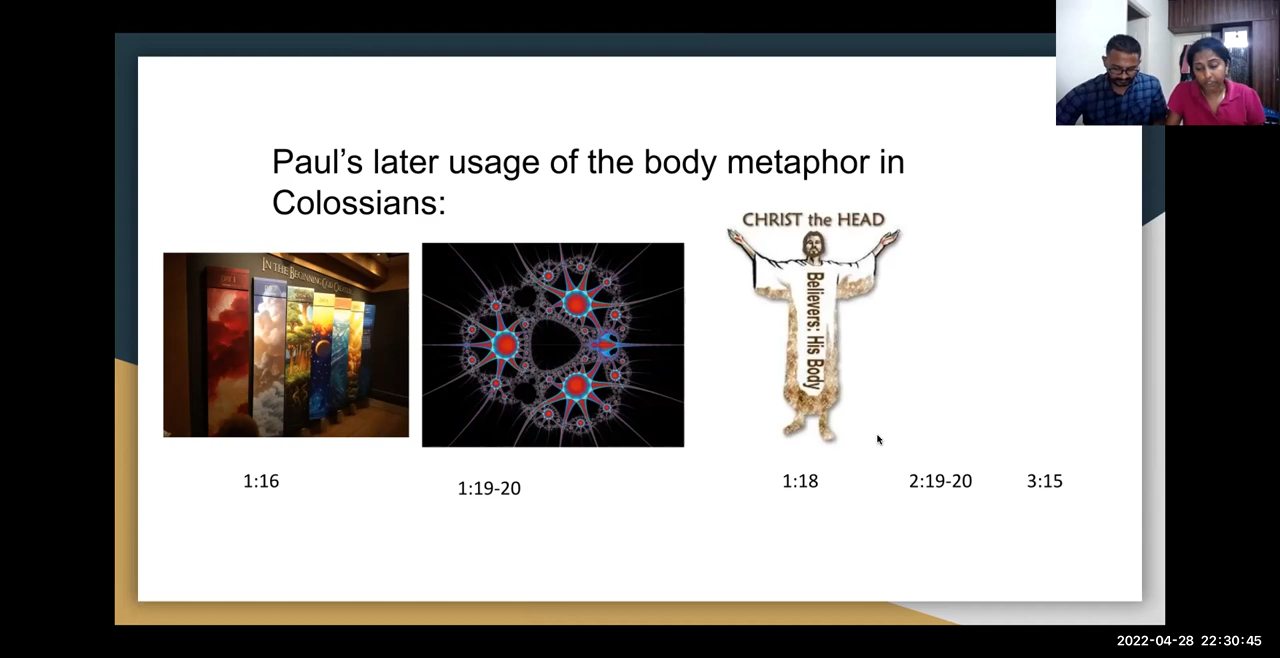 Paul’s later usage of the body metaphor in
Colossians:
IN THE BEGINNING GOD CREATED
DAY 1
CHRIST the HEAD
Believers: His Body
1:16
1:19-20
1:18
2:19-20
3:15
2022-04-28 22:30:45